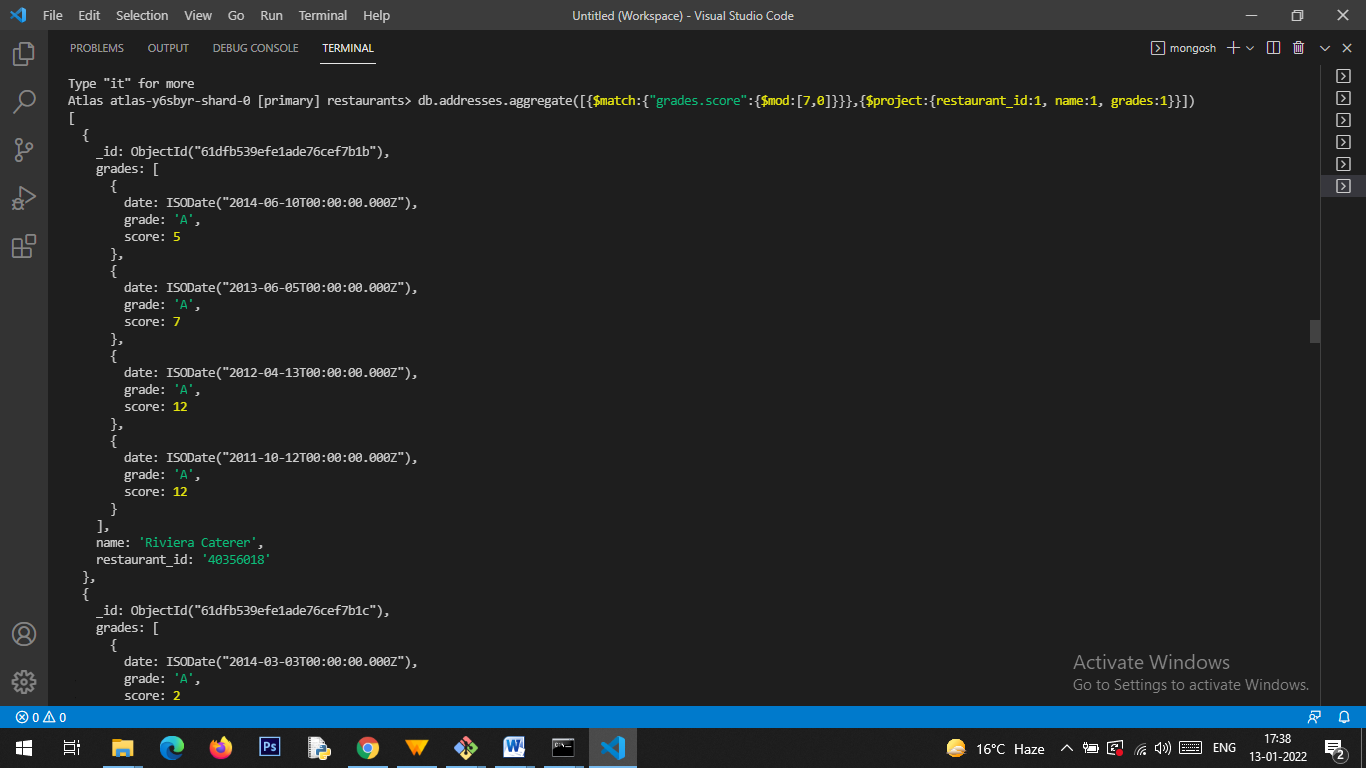 File Edit Selection View Go Run Terminal Help Untitled (Workspace) - Visual Studio Code
PROBLEMS OUTPUT DEBUG CONSOLE TERMINAL mongosh
Type "it" for more
Atlas atlas-y6sbyr-shard-0 [primary] restaurants> db.addresses.aggregate([{$match:{"grades.score":{$mod:[7,0]}}},{$project:{restaurant_id:1, name:1, grades:1}}])
[
  {
    _id: ObjectId("61dfb539efe1ade76cef7b1b"),
    grades: [
      {
        date: ISODate("2014-06-10T00:00:00.000Z"),
        grade: 'A',
        score: 5
      },
      {
        date: ISODate("2013-06-05T00:00:00.000Z"),
        grade: 'A',
        score: 7
      },
      {
        date: ISODate("2012-04-13T00:00:00.000Z"),
        grade: 'A',
        score: 12
      },
      {
        date: ISODate("2011-10-12T00:00:00.000Z"),
        grade: 'A',
        score: 12
      }
    ],
    name: 'Riviera Caterer',
    restaurant_id: '40356018'
  },
  {
    _id: ObjectId("61dfb539efe1ade76cef7b1c"),
    grades: [
      {
        date: ISODate("2014-03-03T00:00:00.000Z"),
        grade: 'A',
        score: 2
Activate Windows
Go to Settings to activate Windows.
0 0
Ps W 16°C Haze ENG 17:38
13-01-2022 2